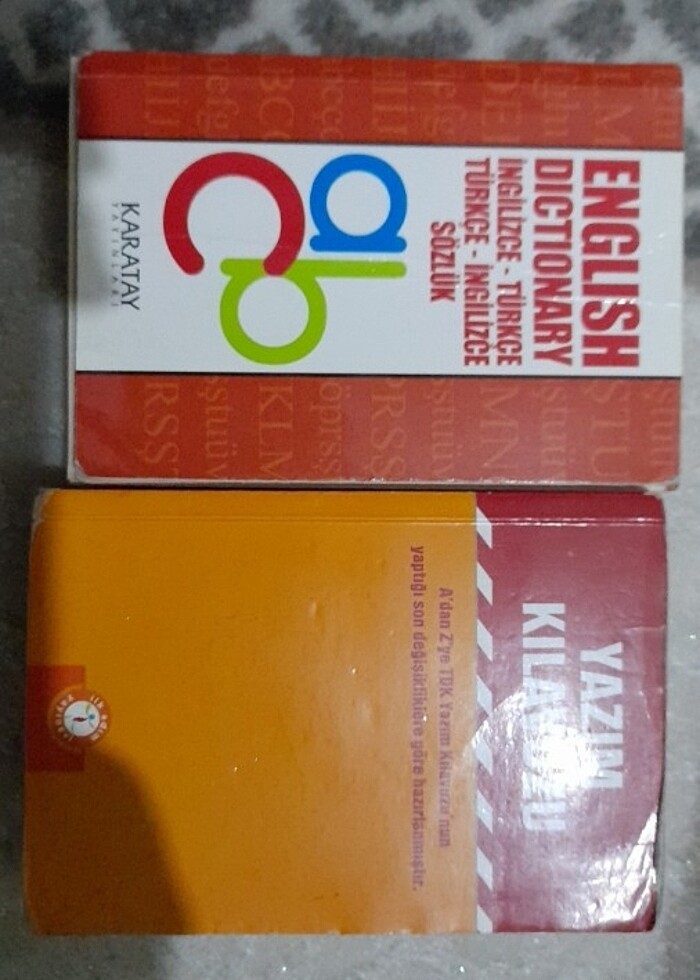 ENGLISH
DICTIONARY
İNGİLİZCE - TÜRKÇE
TÜRKÇE - İNGİLİZCE
SÖZLÜK
abc
KARATAY
YAYINLARI
YAZIM
KILAVUZU
A'dan Z'ye TDK Yazım Kılavuzu'nun
yaptığı son değişikliklere göre hazırlanmıştır.